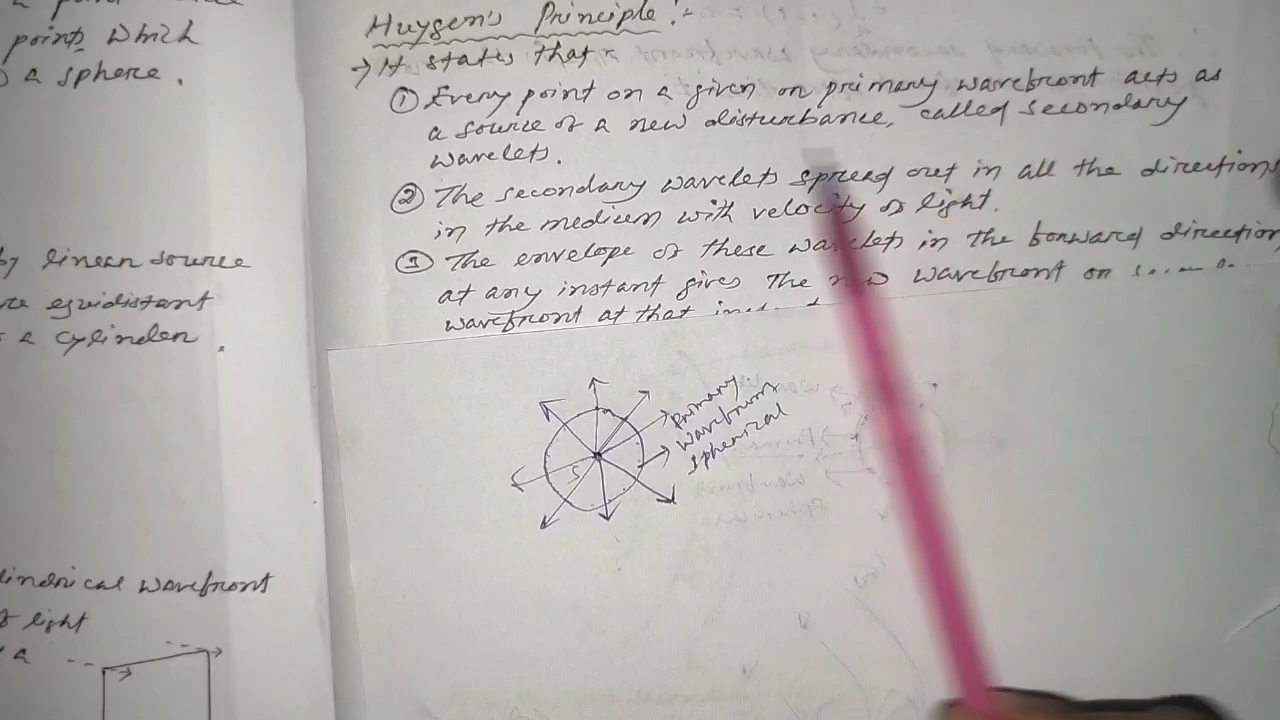 point which
a sphere.
linear source
equidistant
a cylinder.
lindrical wavefront
light
a
Huygen's Principle :-
→ It states that
① Every point on a given or primary wavefront acts as
a source of a new disturbance, called secondary
wavelets.
② The secondary wavelets spread out in all the directions
in the medium with velocity of light.
③ The envelope of these wavelets in the forward direction
at any instant gives the new wavefront or
wavefront at that
Primary
wavefront
spherical
S